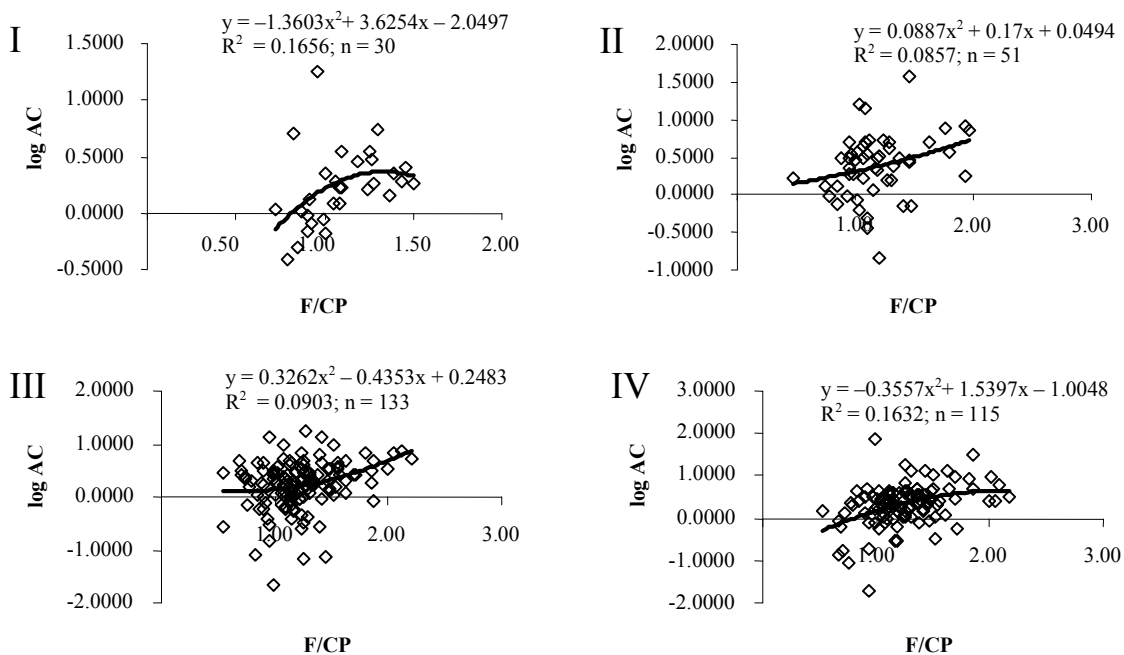 I
y = –1.3603x² + 3.6254x – 2.0497
R² = 0.1656; n = 30
1.5000
1.0000
0.5000
0.0000
-0.5000
log AC
0.50
1.00
1.50
2.00
F/CP
II
y = 0.0887x² + 0.17x + 0.0494
R² = 0.0857; n = 51
2.0000
1.5000
1.0000
0.5000
0.0000
-0.5000
-1.0000
log AC
1.00
2.00
3.00
F/CP
III
y = 0.3262x² – 0.4353x + 0.2483
R² = 0.0903; n = 133
2.0000
1.0000
0.0000
-1.0000
-2.0000
log AC
1.00
2.00
3.00
F/CP
IV
y = –0.3557x² + 1.5397x – 1.0048
R² = 0.1632; n = 115
3.0000
2.0000
1.0000
0.0000
-1.0000
-2.0000
log AC
1.00
2.00
3.00
F/CP